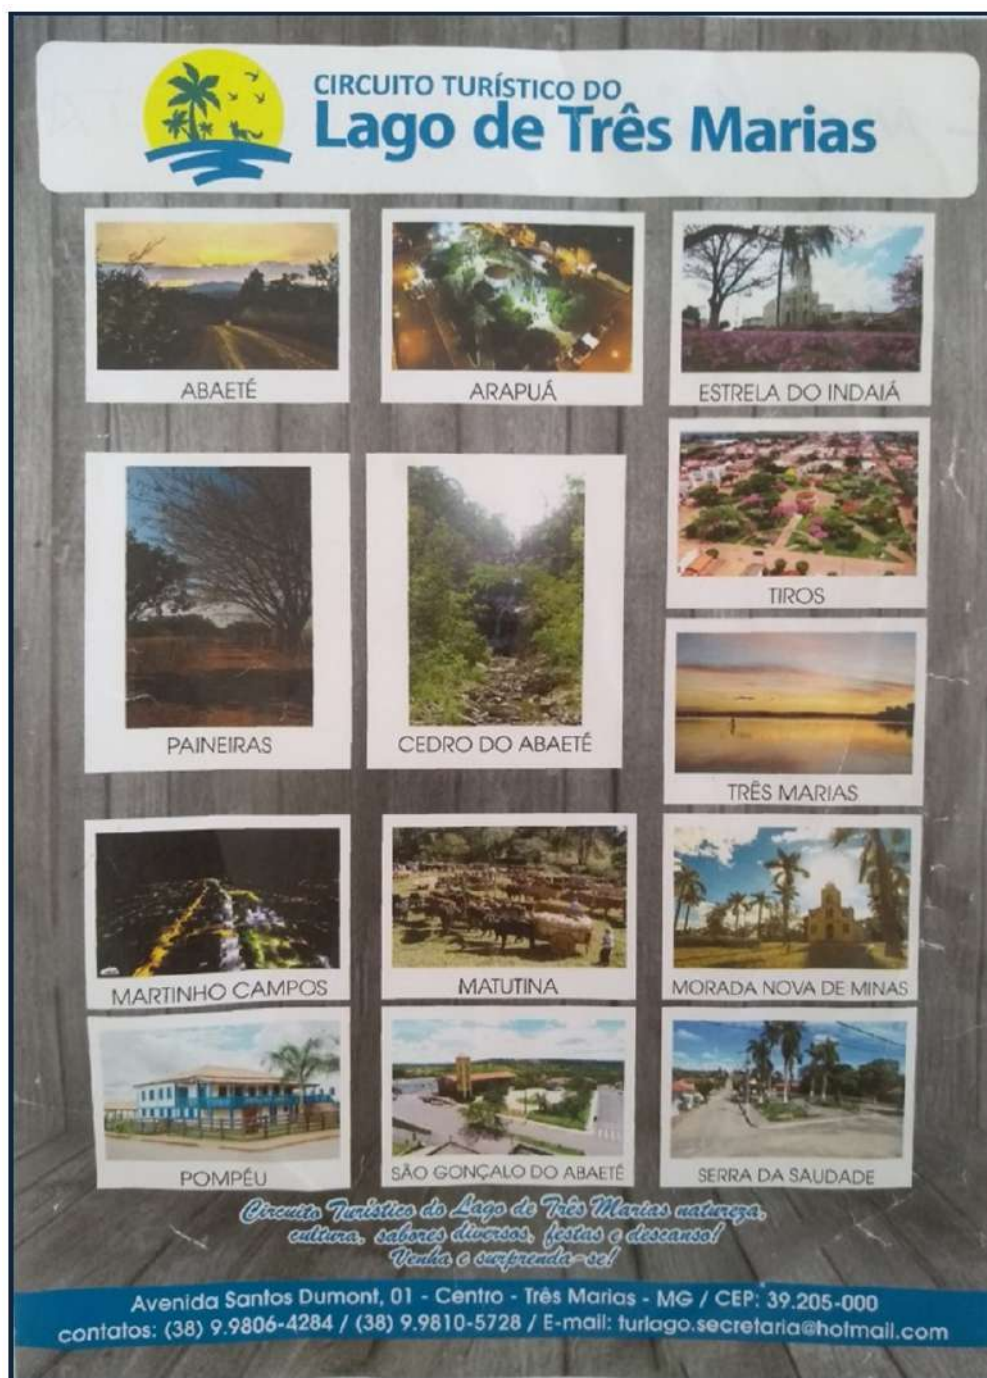 CIRCUITO TURÍSTICO DO
Lago de Três Marias
ABAETÉ
ARAPUÁ
ESTRELA DO INDAIÁ
PAINEIRAS
CEDRO DO ABAETÉ
TIROS
TRÊS MARIAS
MARTINHO CAMPOS
MATUTINA
MORADA NOVA DE MINAS
POMPÉU
SÃO GONÇALO DO ABAETÉ
SERRA DA SAUDADE
Circuito Turístico do Lago de Três Marias natureza,
cultura, sabores diversos, festas e descanso!
Venha e surpreenda-se!
Avenida Santos Dumont, 01 - Centro - Três Marias - MG / CEP: 39.205-000
contatos: (38) 9.9806-4284 / (38) 9.9810-5728 / E-mail: turlago.secretaria@hotmail.com